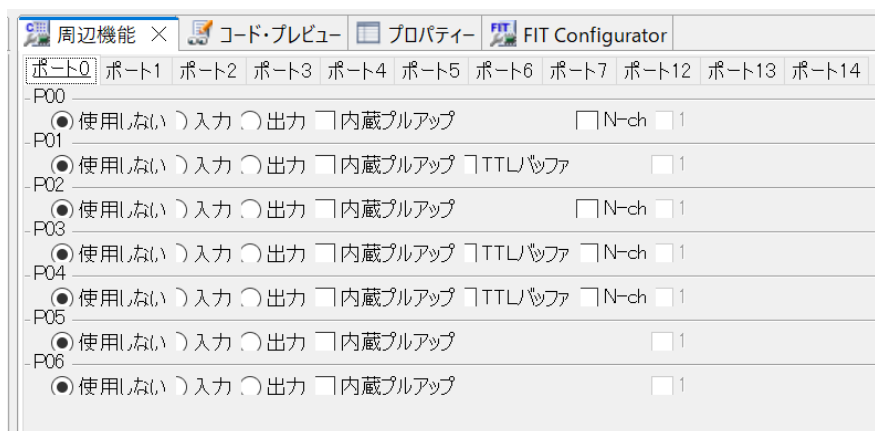 周辺機能 コード・プレビュー プロパティー FIT Configurator
ポート0 ポート1 ポート2 ポート3 ポート4 ポート5 ポート6 ポート7 ポート12 ポート13 ポート14
P00
使用しない 入力 出力 内蔵プルアップ N-ch 1
P01
使用しない 入力 出力 内蔵プルアップ TTLバッファ 1
P02
使用しない 入力 出力 内蔵プルアップ N-ch 1
P03
使用しない 入力 出力 内蔵プルアップ TTLバッファ N-ch 1
P04
使用しない 入力 出力 内蔵プルアップ TTLバッファ N-ch 1
P05
使用しない 入力 出力 内蔵プルアップ 1
P06
使用しない 入力 出力 内蔵プルアップ 1